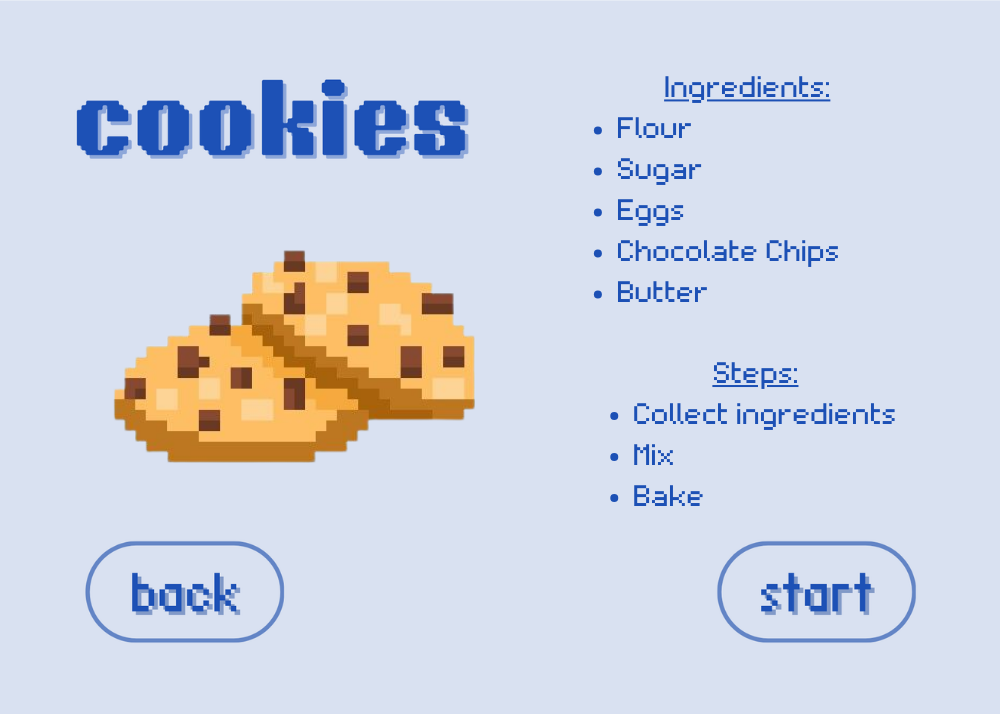 cookies
Ingredients:
• Flour
• Sugar
• Eggs
• Chocolate Chips
• Butter
Steps:
• Collect ingredients
• Mix
• Bake
back
start